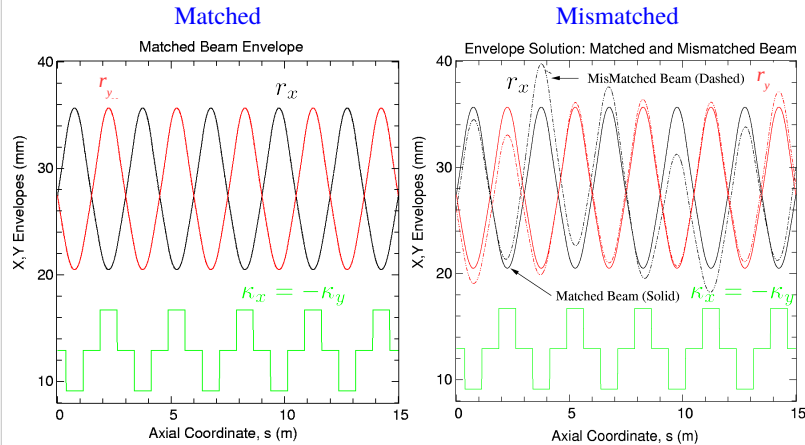 Matched
Matched Beam Envelope
40
30
20
10
X,Y Envelopes (mm)
r_y
r_x
κ_x = −κ_y
0
5
10
15
Axial Coordinate, s (m)
Mismatched
Envelope Solution: Matched and Mismatched Beam
40
30
20
10
X,Y Envelopes (mm)
r_x
MisMatched Beam (Dashed)
r_y
Matched Beam (Solid)
κ_x = −κ_y
0
5
10
15
Axial Coordinate, s (m)